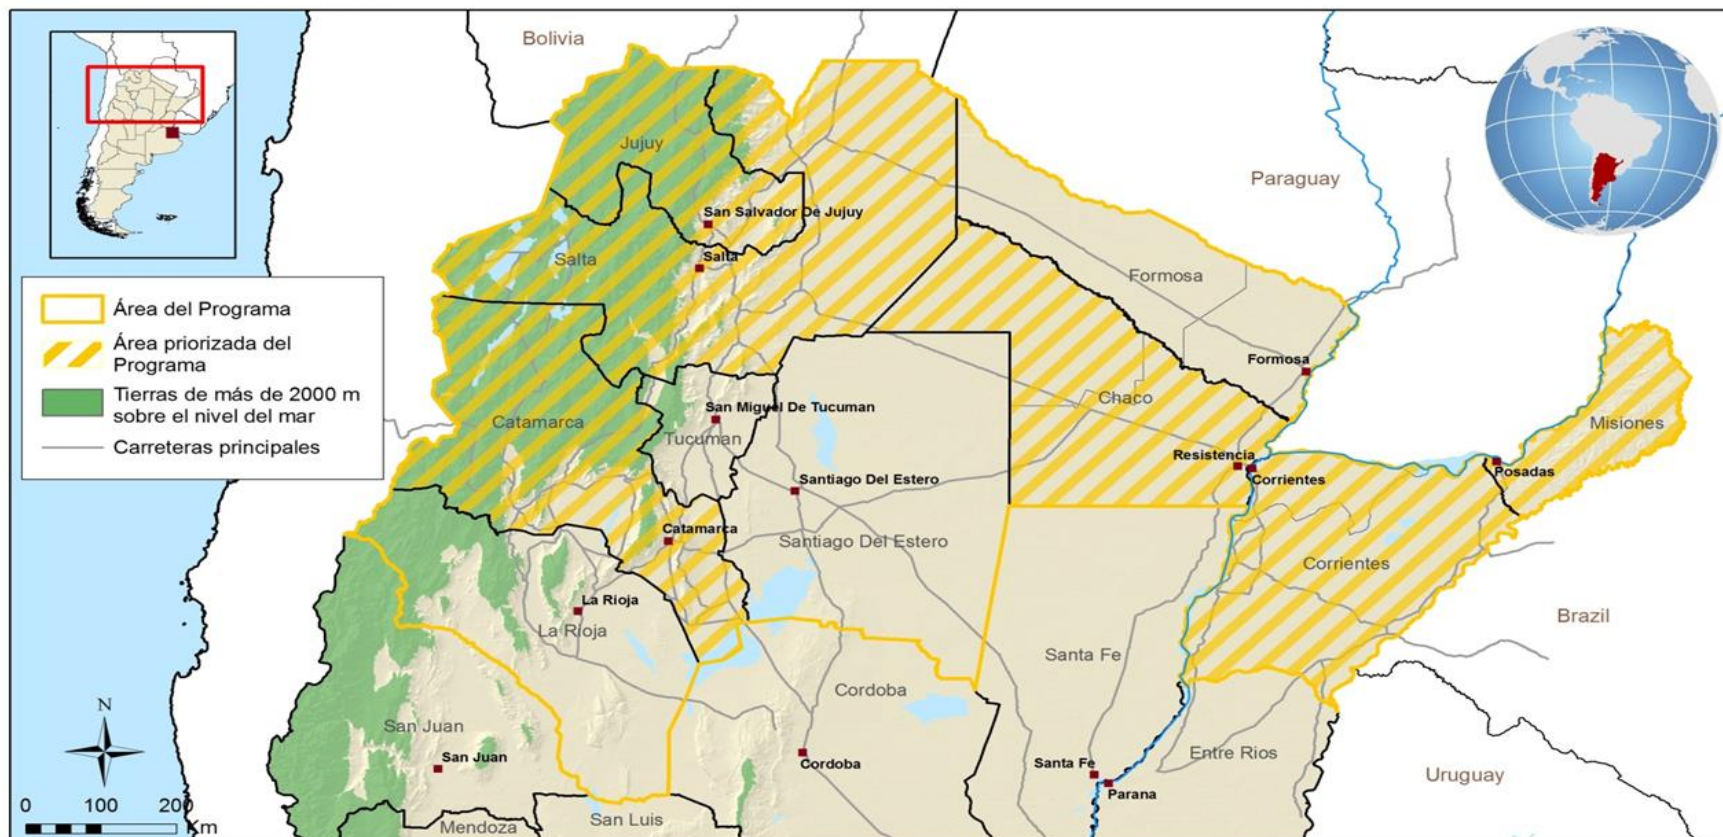 Bolivia
Paraguay
Jujuy
San Salvador De Jujuy
Salta
Salta
Formosa
Formosa
Área del Programa
Área priorizada del
Programa
Tierras de más de 2000 m
sobre el nivel del mar
Carreteras principales
Catamarca
San Miguel De Tucuman
Tucuman
Chaco
Misiones
Resistencia
Corrientes
Posadas
Santiago Del Estero
Santiago Del Estero
Catamarca
Corrientes
La Rioja
La Rioja
Brazil
Santa Fe
Cordoba
N
San Juan
San Juan
Cordoba
Santa Fe
Parana
Entre Rios
Uruguay
0 100 200
Km
Mendoza
San Luis